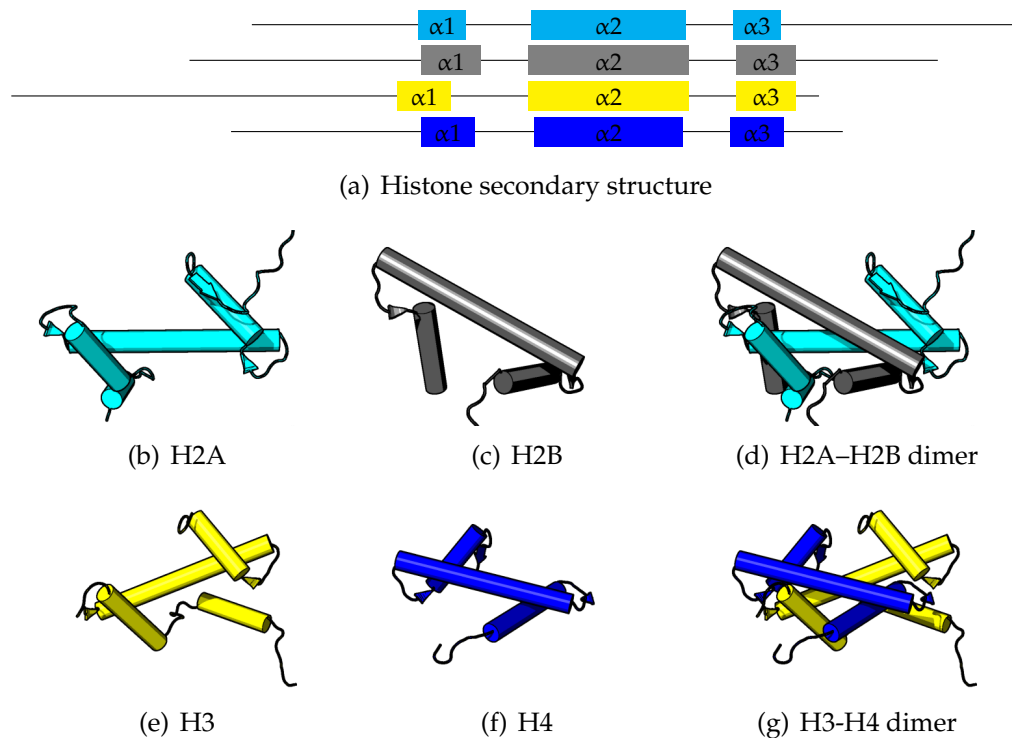 α1 α2 α3
α1 α2 α3
α1 α2 α3
α1 α2 α3
(a) Histone secondary structure
(b) H2A (c) H2B (d) H2A–H2B dimer
(e) H3 (f) H4 (g) H3-H4 dimer